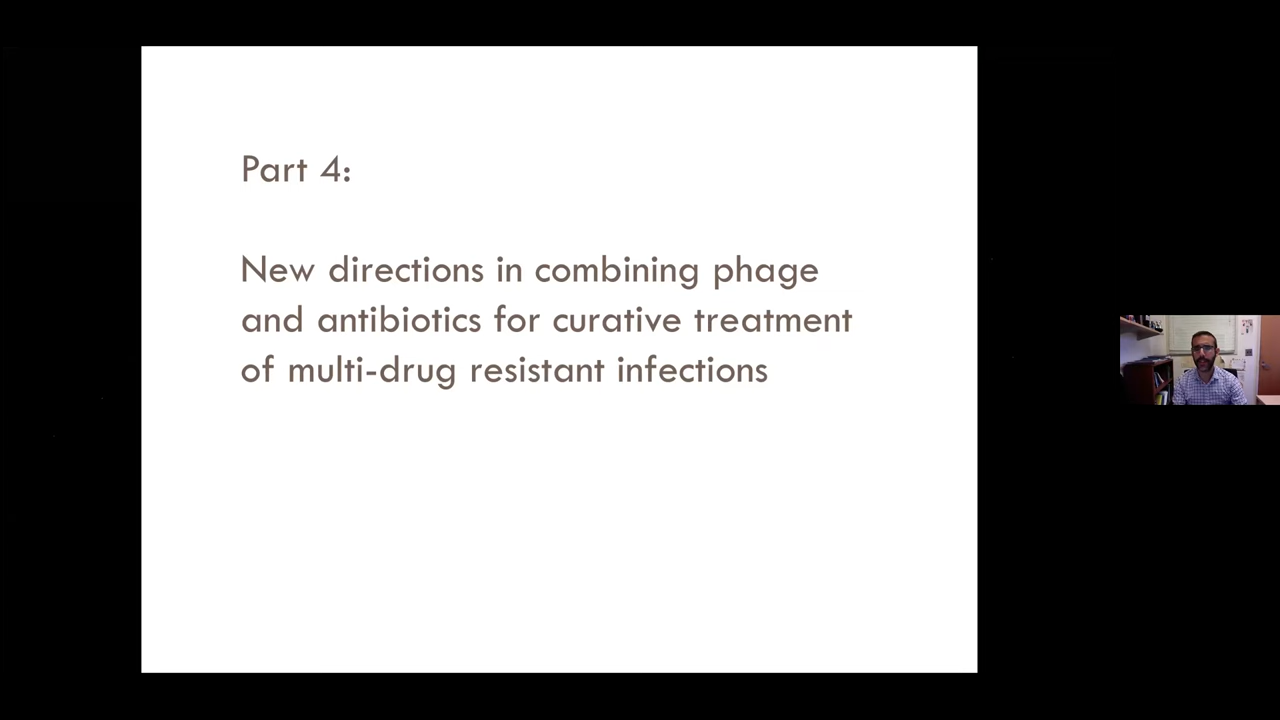 Part 4:
New directions in combining phage
and antibiotics for curative treatment
of multi-drug resistant infections